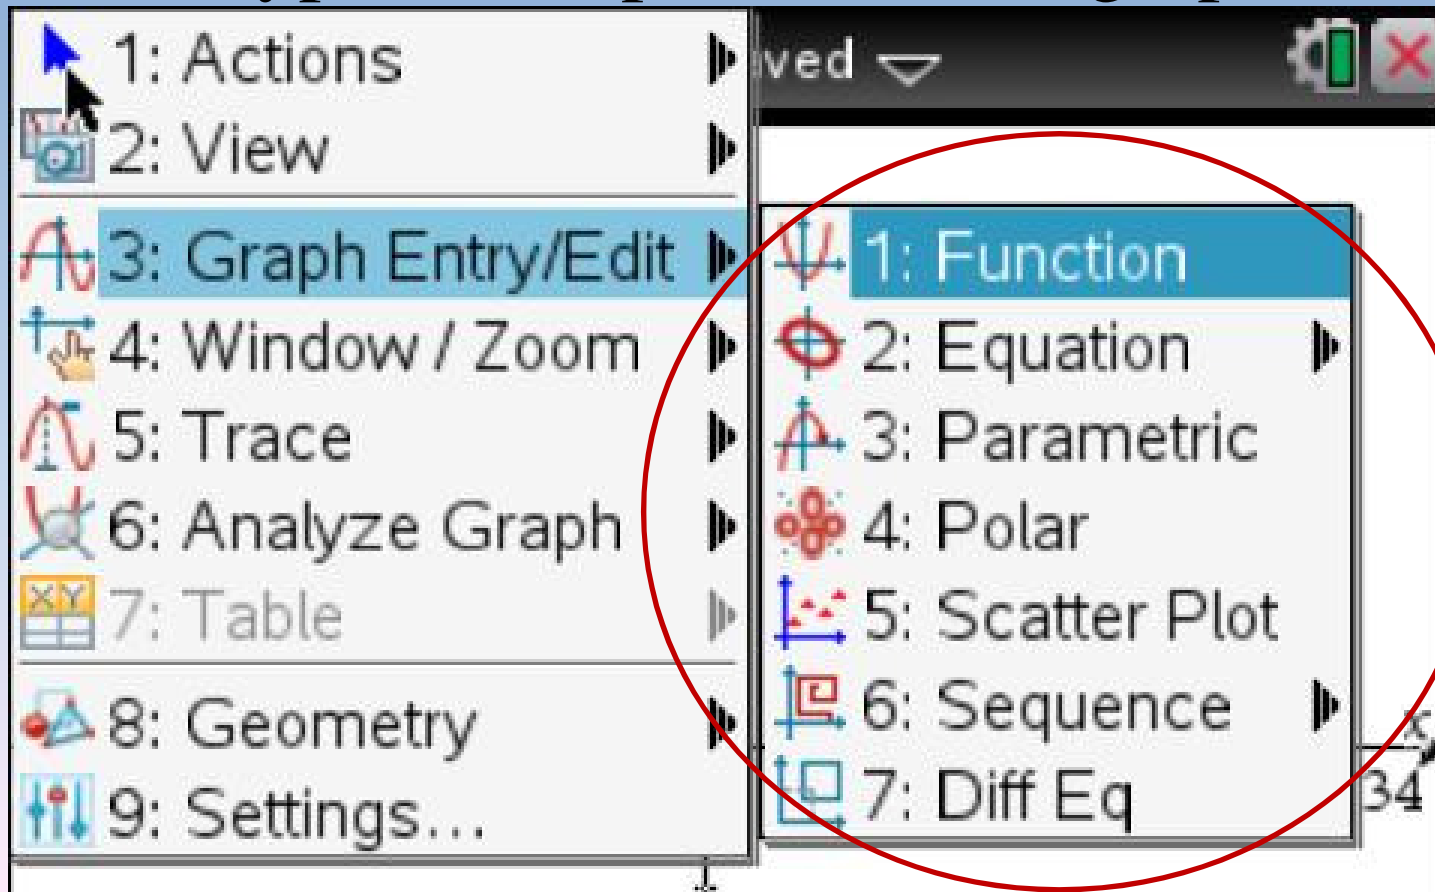 ved
1: Actions
2: View
3: Graph Entry/Edit
4: Window / Zoom
5: Trace
6: Analyze Graph
7: Table
8: Geometry
9: Settings...
1: Function
2: Equation
3: Parametric
4: Polar
5: Scatter Plot
6: Sequence
7: Diff Eq
x
34